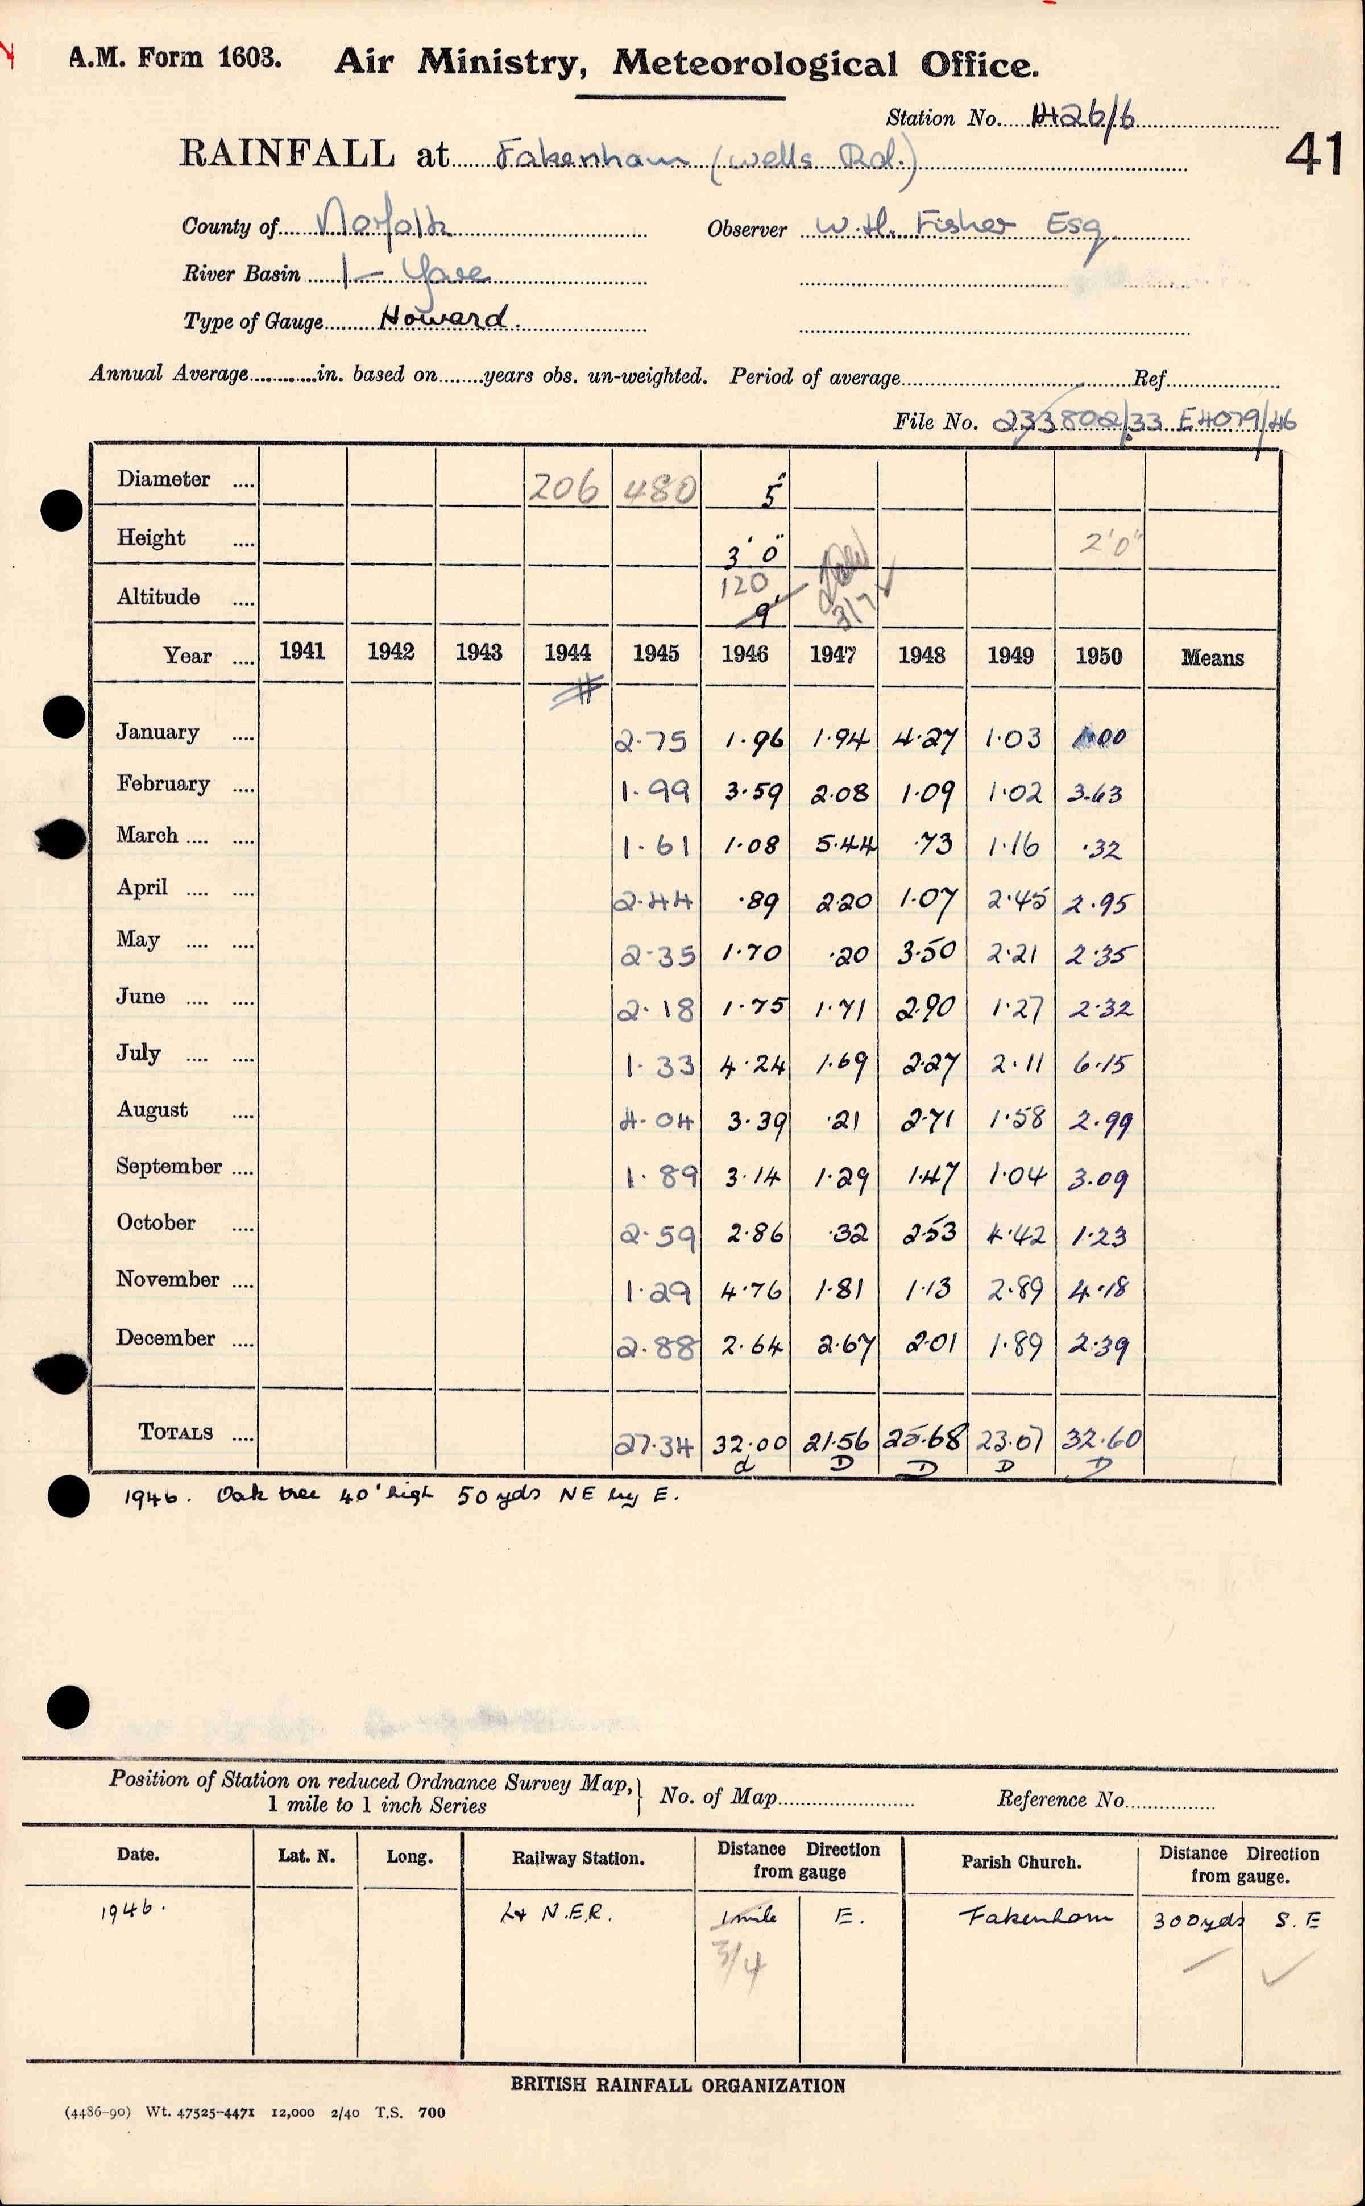 A.M. Form 1603. Air Ministry, Meteorological Office.
Station No. 426/6
RAINFALL at Fakenham (Wells Rd.) 41
County of Norfolk Observer W.H. Fisher Esq
River Basin 1 — Yare
Type of Gauge Howard.
Annual Average............in. based on........years obs. un-weighted. Period of average............Ref............
File No. 233802/33 E4079/46
Diameter .... 206 480 5"
Height .... 3' 0" 2'0"
Altitude .... 120 9' 3/7
Year .... 1941 1942 1943 1944 1945 1946 1947 1948 1949 1950 Means
January .... 2.75 1.96 1.94 4.27 1.03 1.00
February .... 1.99 3.59 2.08 1.09 1.02 3.63
March .... .... 1.61 1.08 5.44 .73 1.16 .32
April .... .... 2.44 .89 2.20 1.07 2.45 2.95
May .... .... 2.35 1.70 .20 3.50 2.21 2.35
June .... .... 2.18 1.75 1.71 2.90 1.27 2.32
July .... .... 1.33 4.24 1.69 2.27 2.11 6.15
August .... 4.04 3.39 .21 2.71 1.58 2.99
September .... 1.89 3.14 1.29 1.47 1.04 3.09
October .... 2.59 2.86 .32 2.53 4.42 1.23
November .... 1.29 4.76 1.81 1.13 2.89 4.18
December .... 2.88 2.64 2.67 2.01 1.89 2.39
TOTALS .... 27.34 32.00 21.56 25.68 23.07 32.60
d D D D D
1946. Oak tree 40' high 50 yds NE by E.
Position of Station on reduced Ordnance Survey Map, 1 mile to 1 inch Series } No. of Map............ Reference No............
Date. Lat. N. Long. Railway Station. Distance Direction from gauge Parish Church. Distance Direction from gauge.
1946. L & N.E.R. 1 mile E. Fakenham 300 yds S.E
3/4
BRITISH RAINFALL ORGANIZATION
(4486-90) Wt. 47525-4471 12,000 2/40 T.S. 700